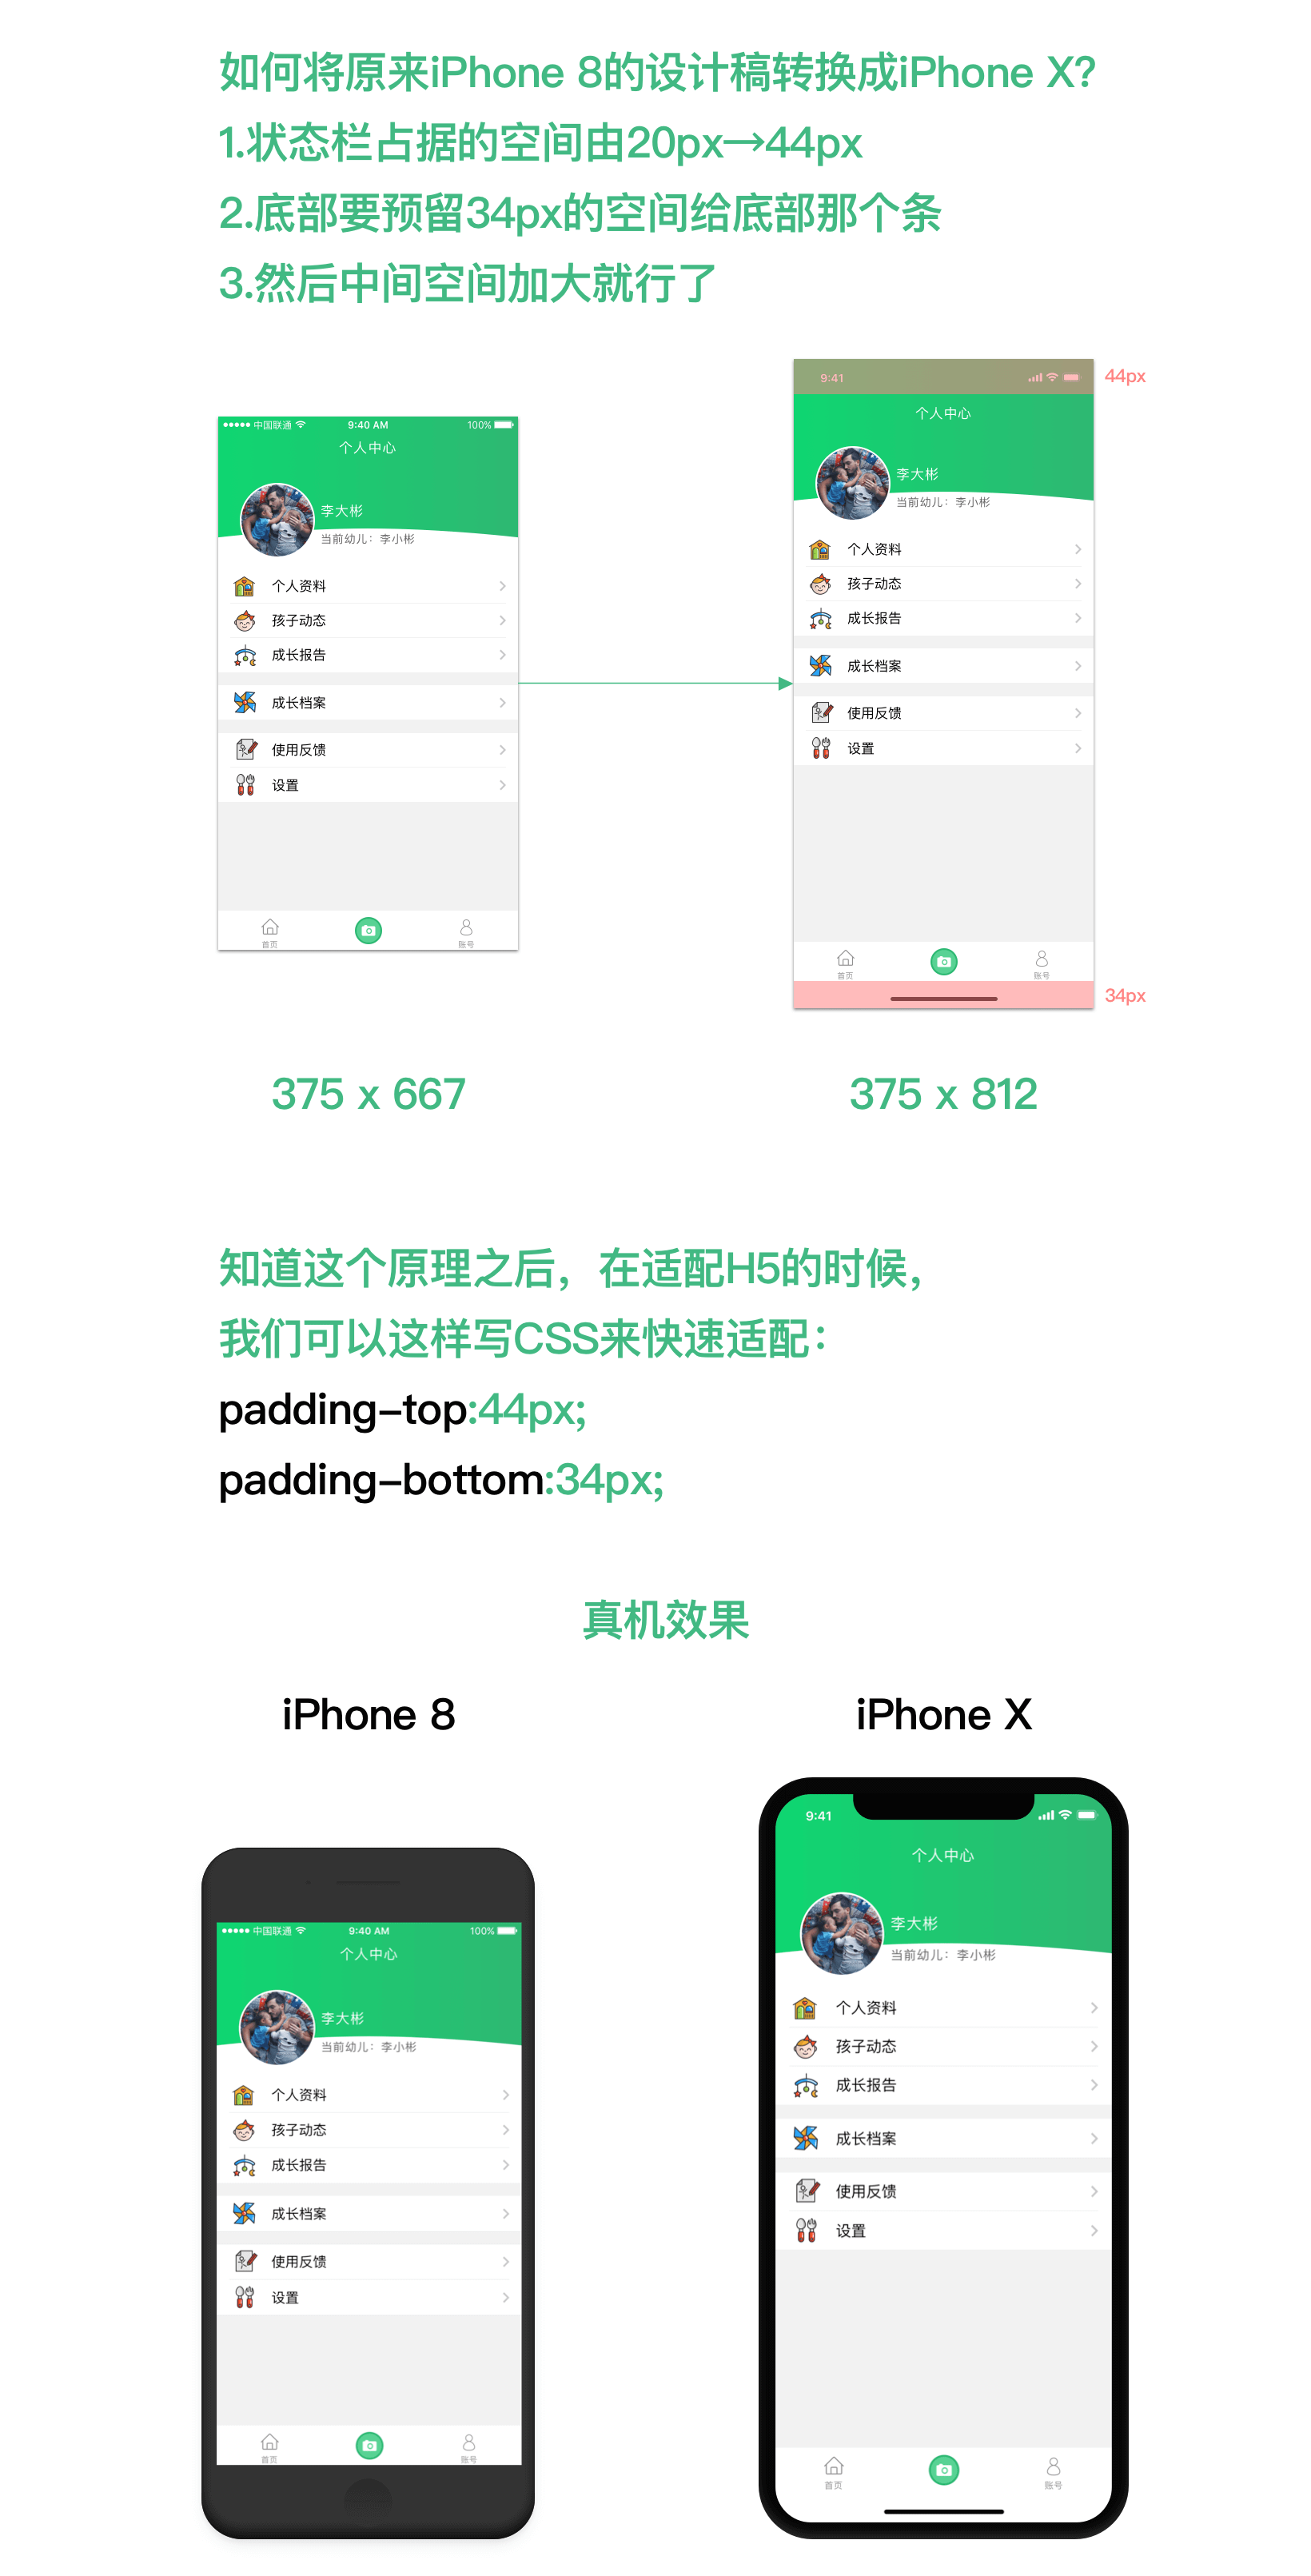 如何将原来iPhone 8的设计稿转换成iPhone X?
1.状态栏占据的空间由20px→44px
2.底部要预留34px的空间给底部那个条
3.然后中间空间加大就行了
中国联通 9:40 AM 100%
个人中心
李大彬
当前幼儿：李小彬
个人资料
孩子动态
成长报告
成长档案
使用反馈
设置
首页 账号
9:41 44px
个人中心
李大彬
当前幼儿：李小彬
个人资料
孩子动态
成长报告
成长档案
使用反馈
设置
首页 账号
34px
375 x 667
375 x 812
知道这个原理之后，在适配H5的时候，
我们可以这样写CSS来快速适配：
padding-top:44px;
padding-bottom:34px;
真机效果
iPhone 8
iPhone X
中国联通 9:40 AM 100%
个人中心
李大彬
当前幼儿：李小彬
个人资料
孩子动态
成长报告
成长档案
使用反馈
设置
首页 账号
9:41
个人中心
李大彬
当前幼儿：李小彬
个人资料
孩子动态
成长报告
成长档案
使用反馈
设置
首页 账号